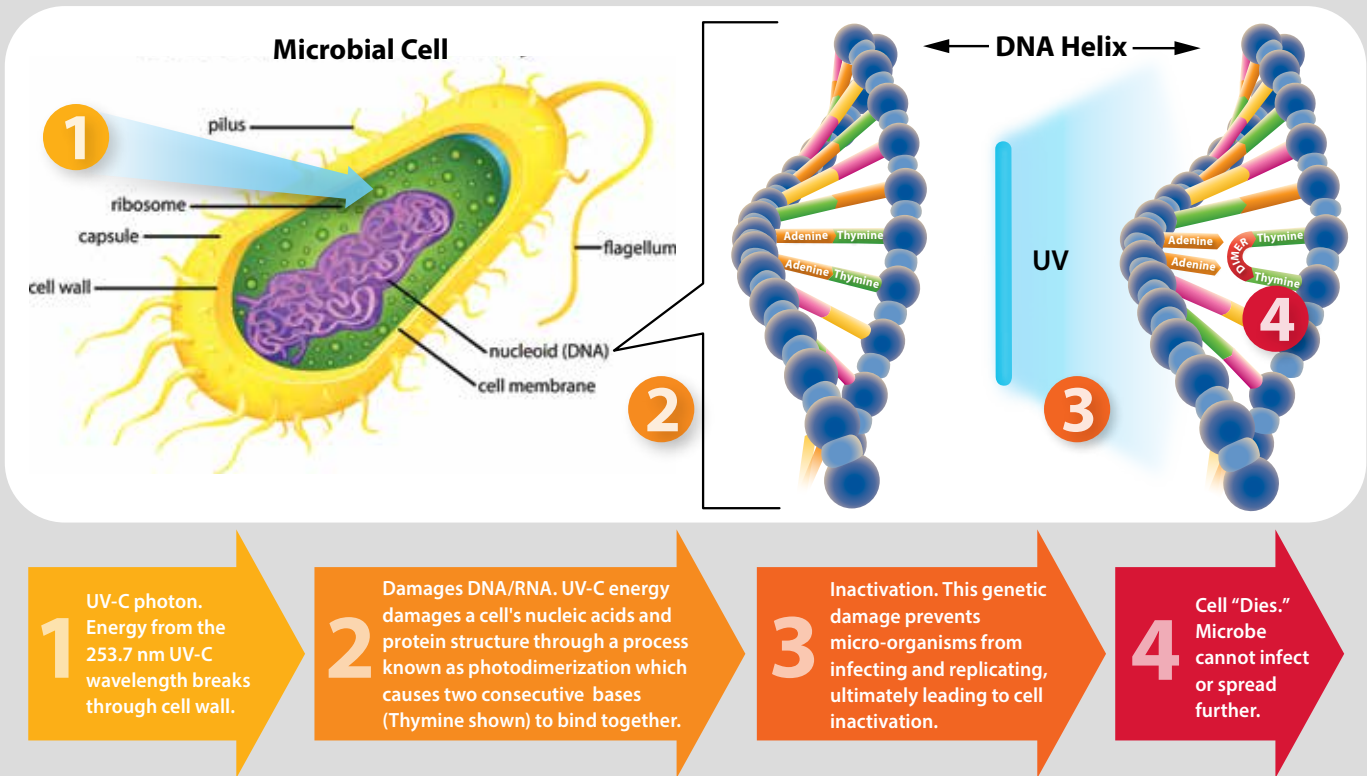 Microbial Cell
DNA Helix
1
pilus
ribosome
capsule
cell wall
flagellum
nucleoid (DNA)
cell membrane
2
Adenine Thymine
Adenine Thymine
UV
3
Adenine
Thymine
DIMER
Adenine
Thymine
4
1
UV-C photon.
Energy from the
253.7 nm UV-C
wavelength breaks
through cell wall.
2
Damages DNA/RNA. UV-C energy
damages a cell's nucleic acids and
protein structure through a process
known as photodimerization which
causes two consecutive bases
(Thymine shown) to bind together.
3
Inactivation. This genetic
damage prevents
micro-organisms from
infecting and replicating,
ultimately leading to cell
inactivation.
4
Cell “Dies.”
Microbe
cannot infect
or spread
further.